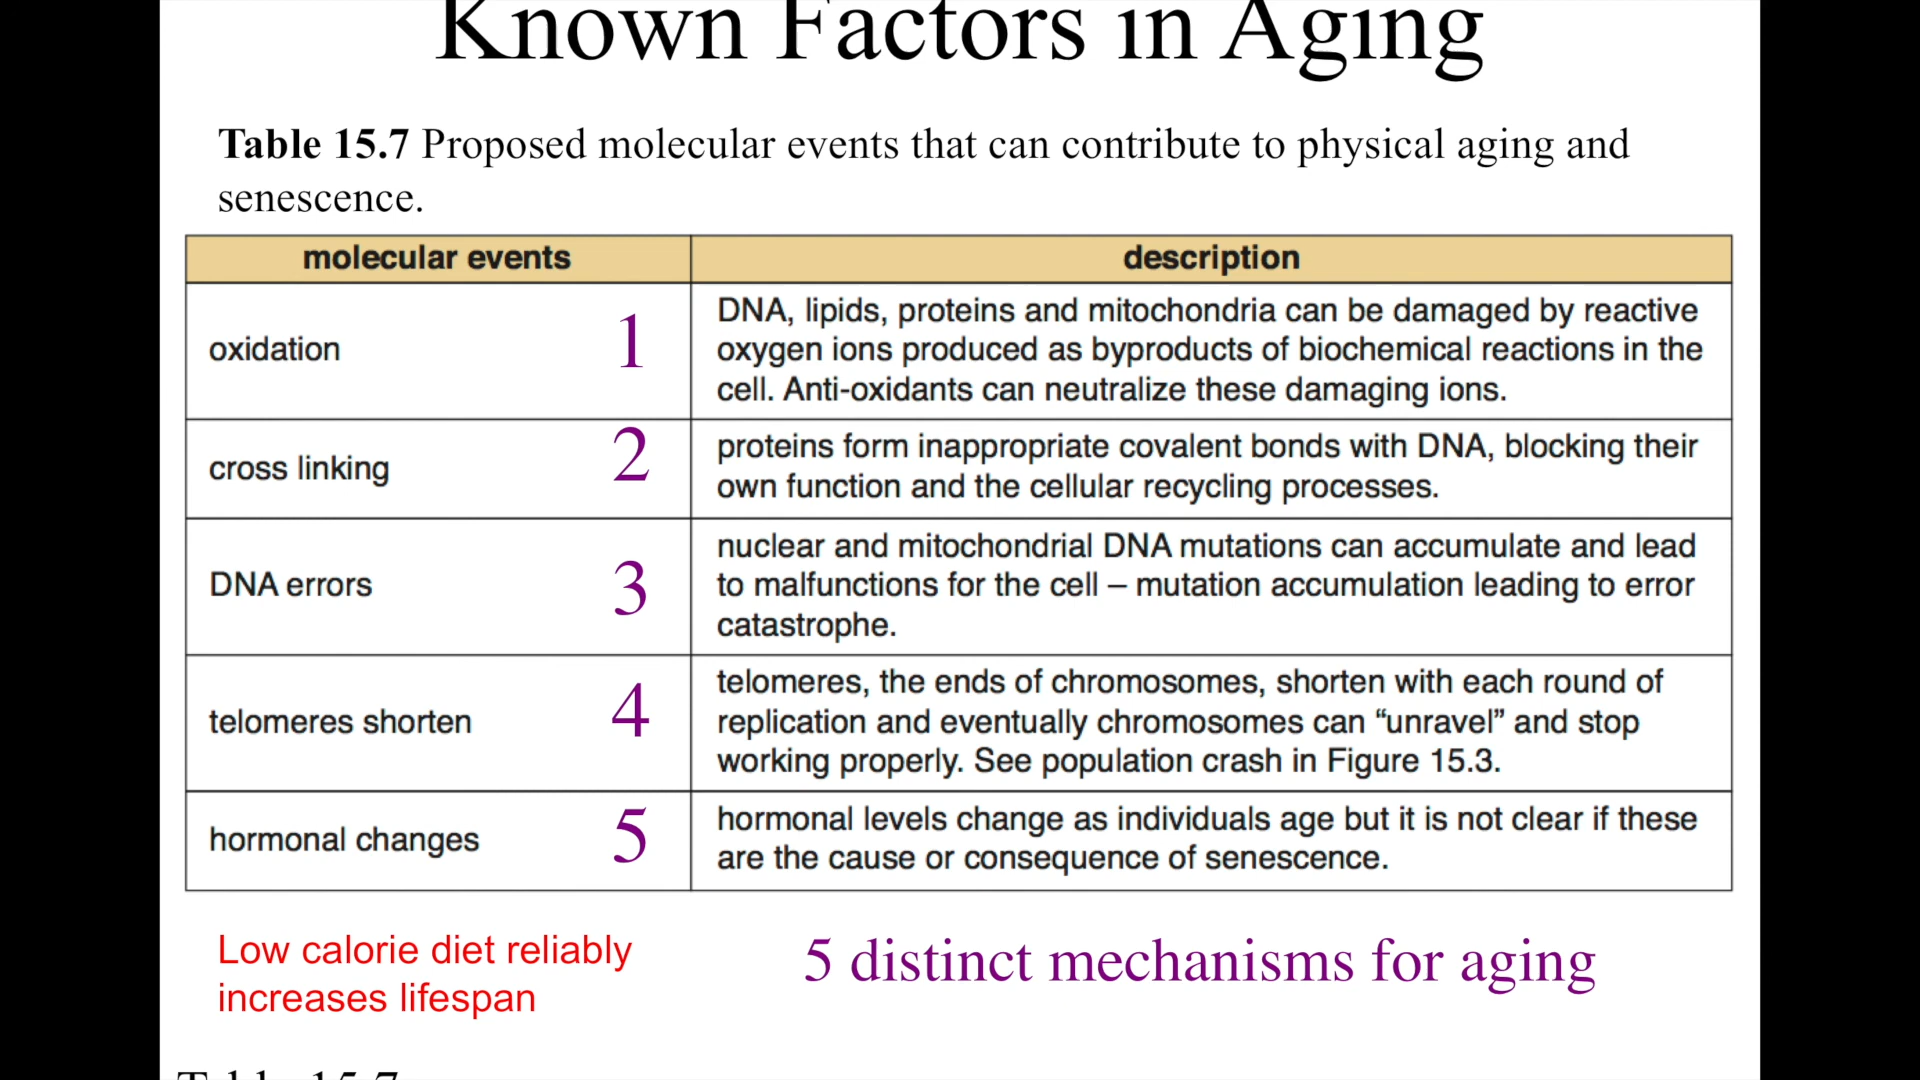 Known Factors in Aging
Table 15.7 Proposed molecular events that can contribute to physical aging and
senescence.
molecular events description
oxidation 1
DNA, lipids, proteins and mitochondria can be damaged by reactive
oxygen ions produced as byproducts of biochemical reactions in the
cell. Anti-oxidants can neutralize these damaging ions.
cross linking 2
proteins form inappropriate covalent bonds with DNA, blocking their
own function and the cellular recycling processes.
DNA errors 3
nuclear and mitochondrial DNA mutations can accumulate and lead
to malfunctions for the cell – mutation accumulation leading to error
catastrophe.
telomeres shorten 4
telomeres, the ends of chromosomes, shorten with each round of
replication and eventually chromosomes can “unravel” and stop
working properly. See population crash in Figure 15.3.
hormonal changes 5
hormonal levels change as individuals age but it is not clear if these
are the cause or consequence of senescence.
Low calorie diet reliably
increases lifespan
5 distinct mechanisms for aging
Table 15.7